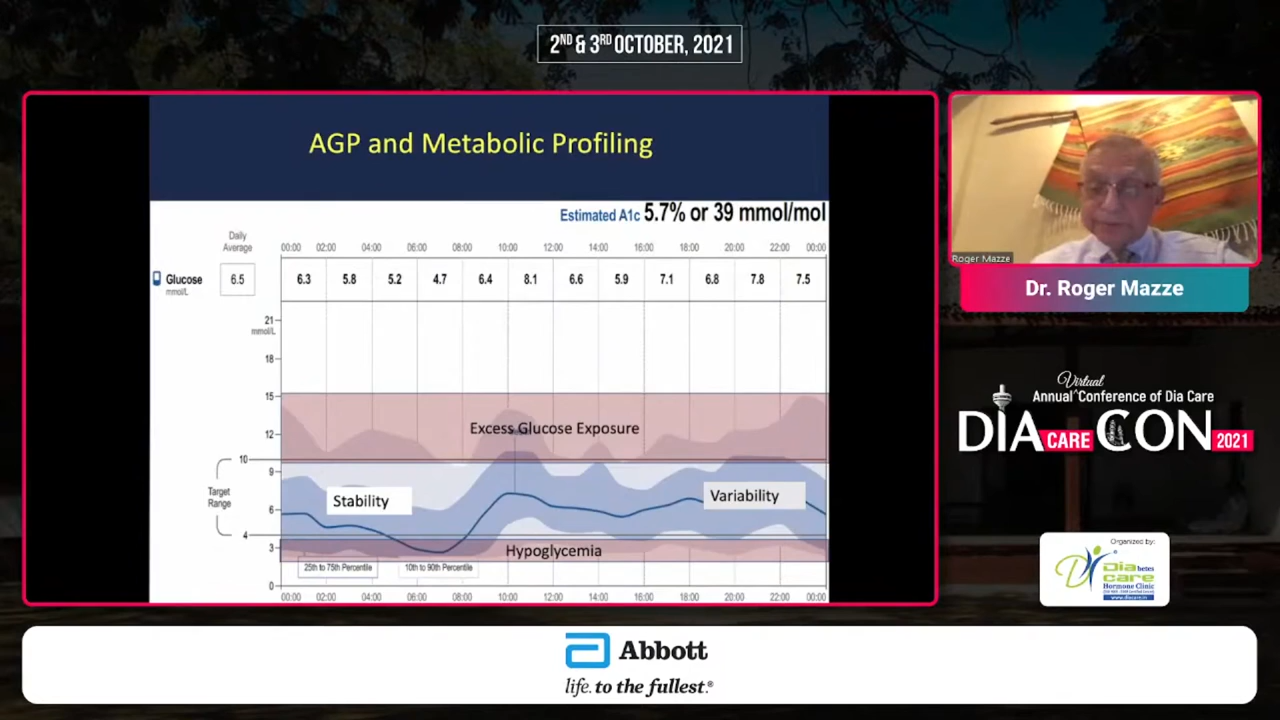 2ND & 3RD OCTOBER, 2021
AGP and Metabolic Profiling
Estimated A1c 5.7% or 39 mmol/mol
Daily
Average
00:00 02:00 04:00 06:00 08:00 10:00 12:00 14:00 16:00 18:00 20:00 22:00 00:00
Glucose
mmol/L
6.5
6.3 5.8 5.2 4.7 6.4 8.1 6.6 5.9 7.1 6.8 7.8 7.5
21
mmol/L
18
15
12
Excess Glucose Exposure
10
9
Target
Range
Stability
Variability
6
4
3
Hypoglycemia
25th to 75th Percentile
10th to 90th Percentile
0
00:00 02:00 04:00 06:00 08:00 10:00 12:00 14:00 16:00 18:00 20:00 22:00 00:00
Roger Mazze
Dr. Roger Mazze
Virtual
Annual ^ Conference of Dia Care
DIA CARE CON 2021
Organized by:
Diabetes
care
Hormone Clinic
www.diacare.in
Abbott
life. to the fullest.®